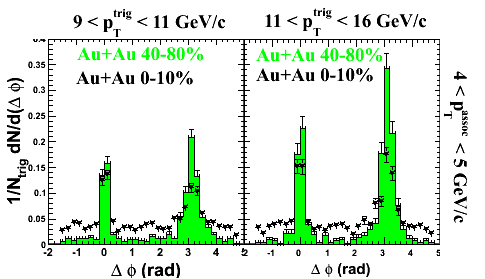 9 < p_T^trig < 11 GeV/c
11 < p_T^trig < 16 GeV/c
0.4
Au+Au 40-80%
Au+Au 0-10%
Au+Au 40-80%
Au+Au 0-10%
0.35
0.3
0.25
0.2
0.15
0.1
0.05
0
1/N_trig dN/d(Δ ϕ)
4 < p_T^assoc < 5 GeV/c
-2 -1 0 1 2 3 4
-2 -1 0 1 2 3 4 5
Δ ϕ (rad)
Δ ϕ (rad)